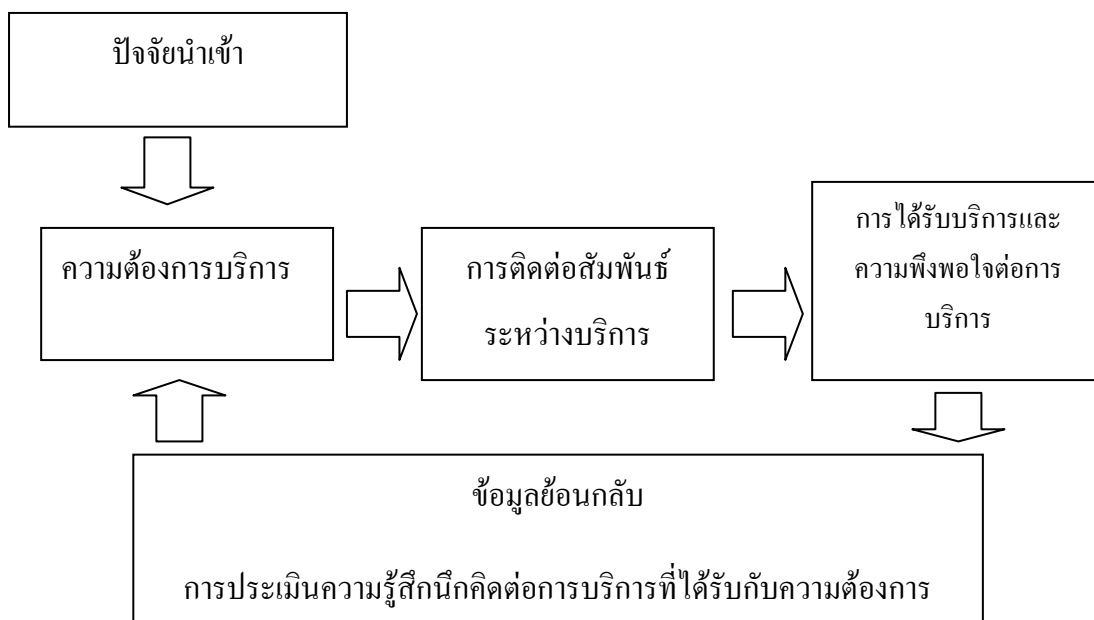 ปัจจัยนำเข้า
ความต้องการบริการ
การติดต่อสัมพันธ์
ระหว่างบริการ
การได้รับบริการและ
ความพึงพอใจต่อการ
บริการ
ข้อมูลย้อนกลับ
การประเมินความรู้สึกนึกคิดต่อการบริการที่ได้รับกับความต้องการ